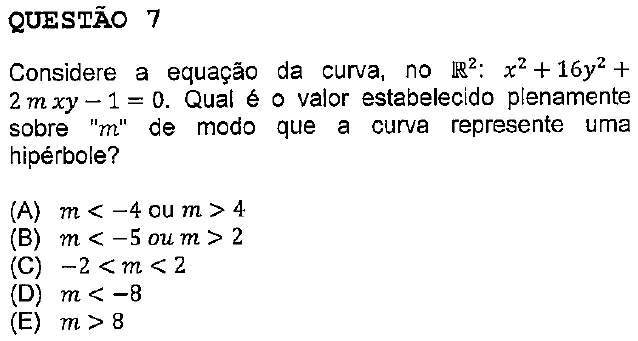 QUESTÃO 7
Considere a equação da curva, no ℝ²: x² + 16y² +
2 m xy − 1 = 0. Qual é o valor estabelecido plenamente
sobre "m" de modo que a curva represente uma
hipérbole?
(A) m < −4 ou m > 4
(B) m < −5 ou m > 2
(C) −2 < m < 2
(D) m < −8
(E) m > 8